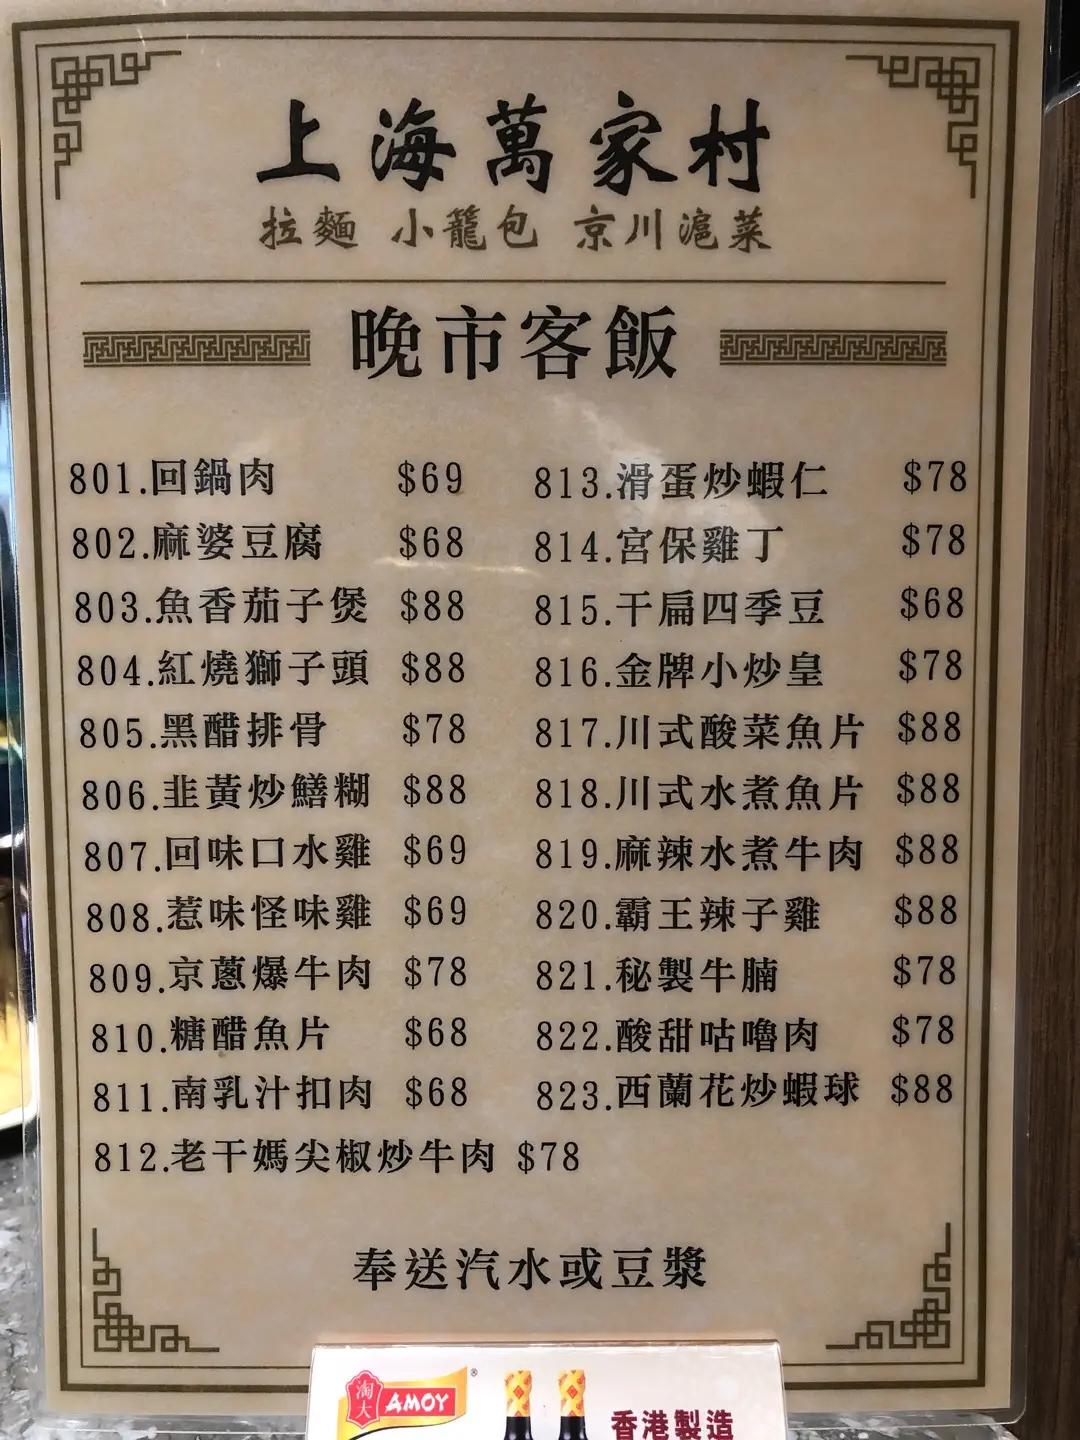 上海萬家村
拉麵 小籠包 京川滬菜
晚市客飯
801.回鍋肉 $69
802.麻婆豆腐 $68
803.魚香茄子煲 $88
804.紅燒獅子頭 $88
805.黑醋排骨 $78
806.韭黃炒鱔糊 $88
807.回味口水雞 $69
808.惹味怪味雞 $69
809.京蔥爆牛肉 $78
810.糖醋魚片 $68
811.南乳汁扣肉 $68
812.老干媽尖椒炒牛肉 $78
813.滑蛋炒蝦仁 $78
814.宮保雞丁 $78
815.干扁四季豆 $68
816.金牌小炒皇 $78
817.川式酸菜魚片 $88
818.川式水煮魚片 $88
819.麻辣水煮牛肉 $88
820.霸王辣子雞 $88
821.秘製牛腩 $78
822.酸甜咕嚕肉 $78
823.西蘭花炒蝦球 $88
奉送汽水或豆漿
淘大 AMOY ®
香港製造